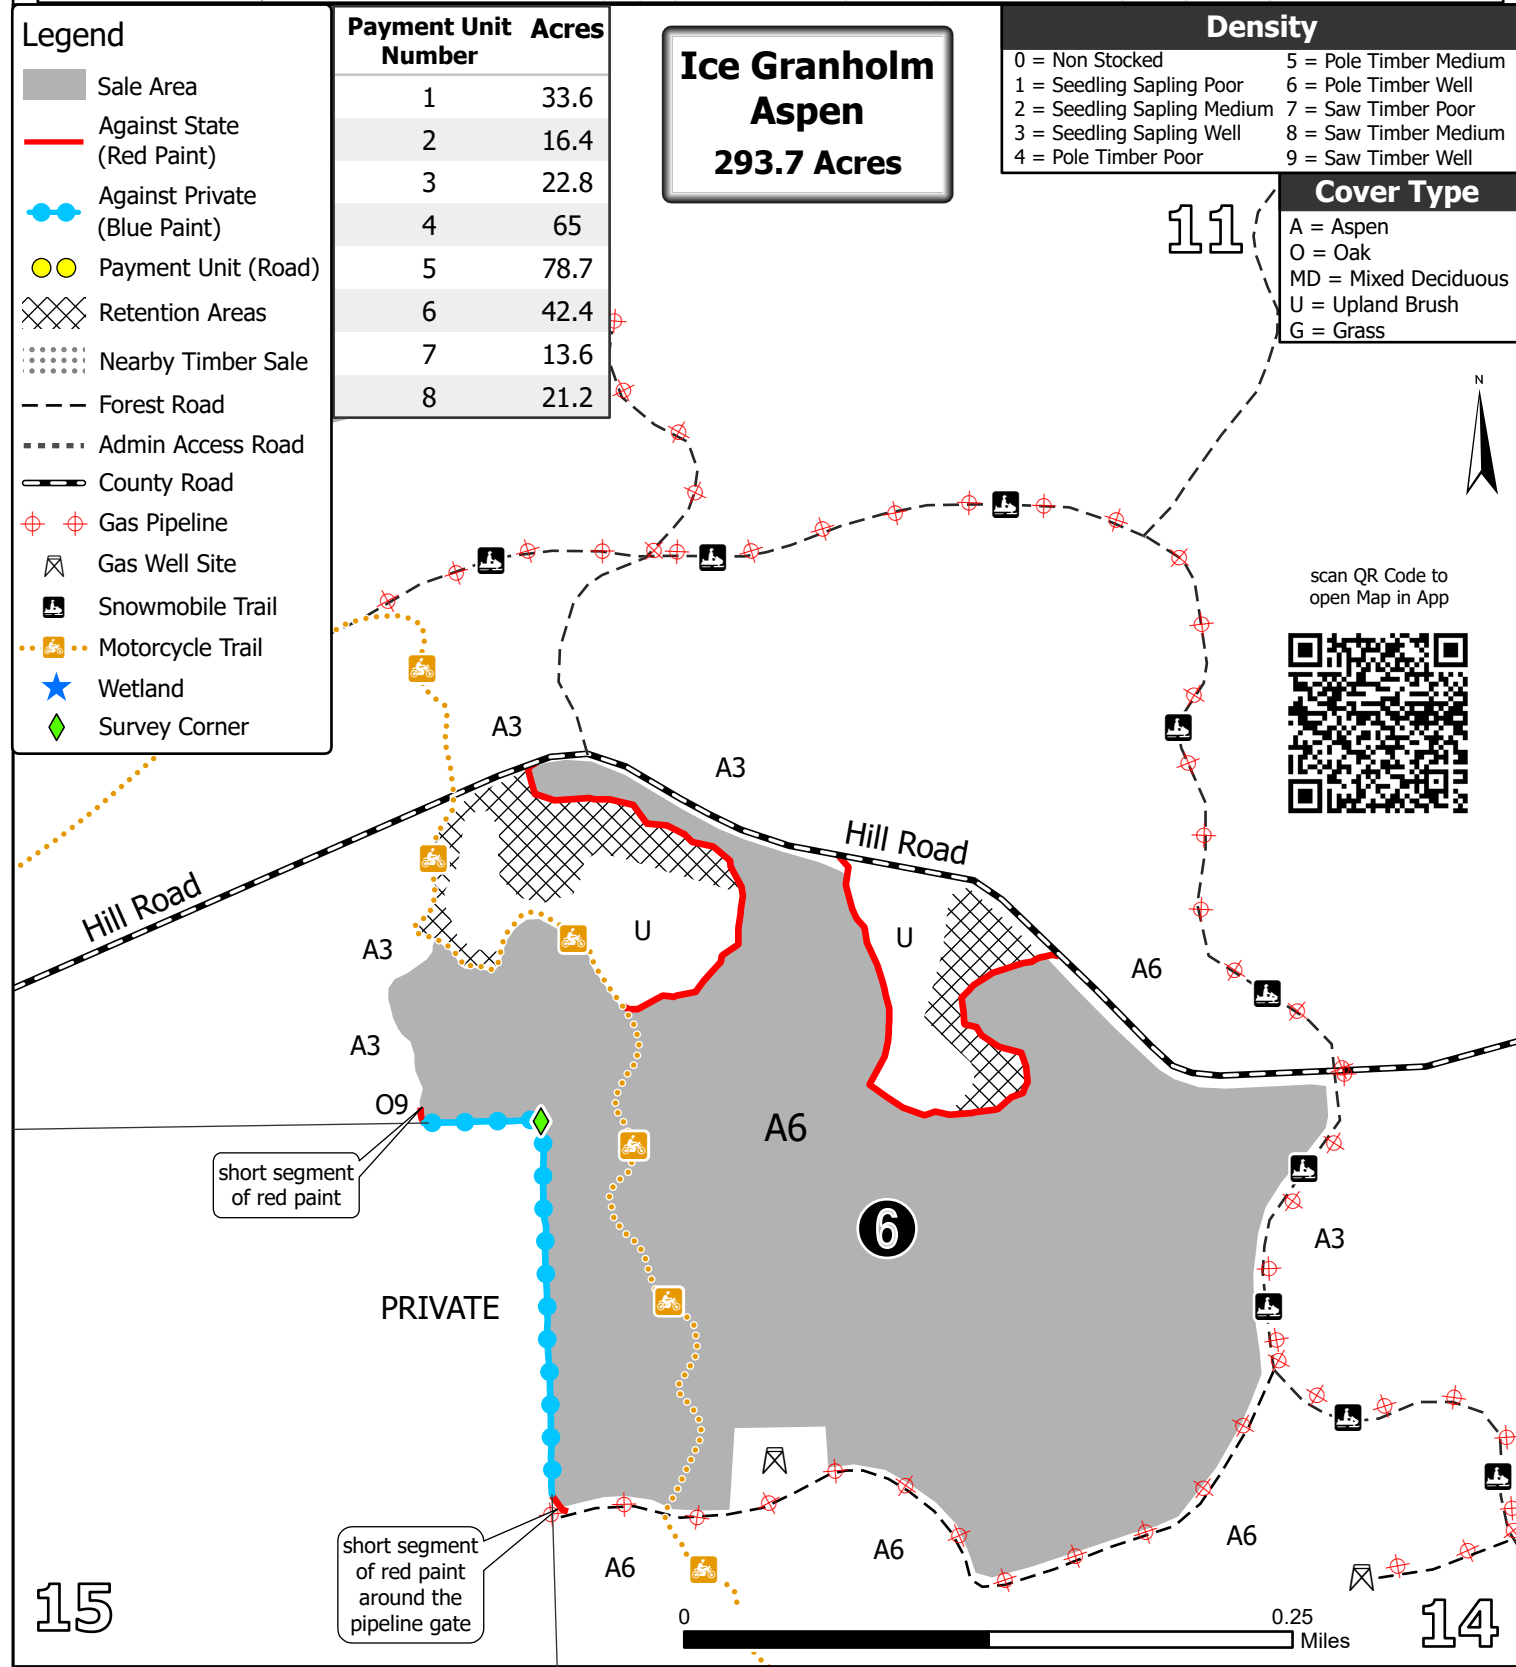 Legend
Sale Area
Against State
(Red Paint)
Against Private
(Blue Paint)
Payment Unit (Road)
Retention Areas
Nearby Timber Sale
Forest Road
Admin Access Road
County Road
Gas Pipeline
Gas Well Site
Snowmobile Trail
Motorcycle Trail
Wetland
Survey Corner
Payment Unit Number Acres
1 33.6
2 16.4
3 22.8
4 65
5 78.7
6 42.4
7 13.6
8 21.2
Ice Granholm
Aspen
293.7 Acres
Density
0 = Non Stocked
1 = Seedling Sapling Poor
2 = Seedling Sapling Medium
3 = Seedling Sapling Well
4 = Pole Timber Poor
5 = Pole Timber Medium
6 = Pole Timber Well
7 = Saw Timber Poor
8 = Saw Timber Medium
9 = Saw Timber Well
Cover Type
A = Aspen
O = Oak
MD = Mixed Deciduous
U = Upland Brush
G = Grass
11
N
scan QR Code to
open Map in App
A3
A3
Hill Road
Hill Road
U
U
A3
A6
A3
O9
A6
short segment
of red paint
6
A3
PRIVATE
short segment
of red paint
around the
pipeline gate
A6
A6
A6
15
0 0.25
Miles
14